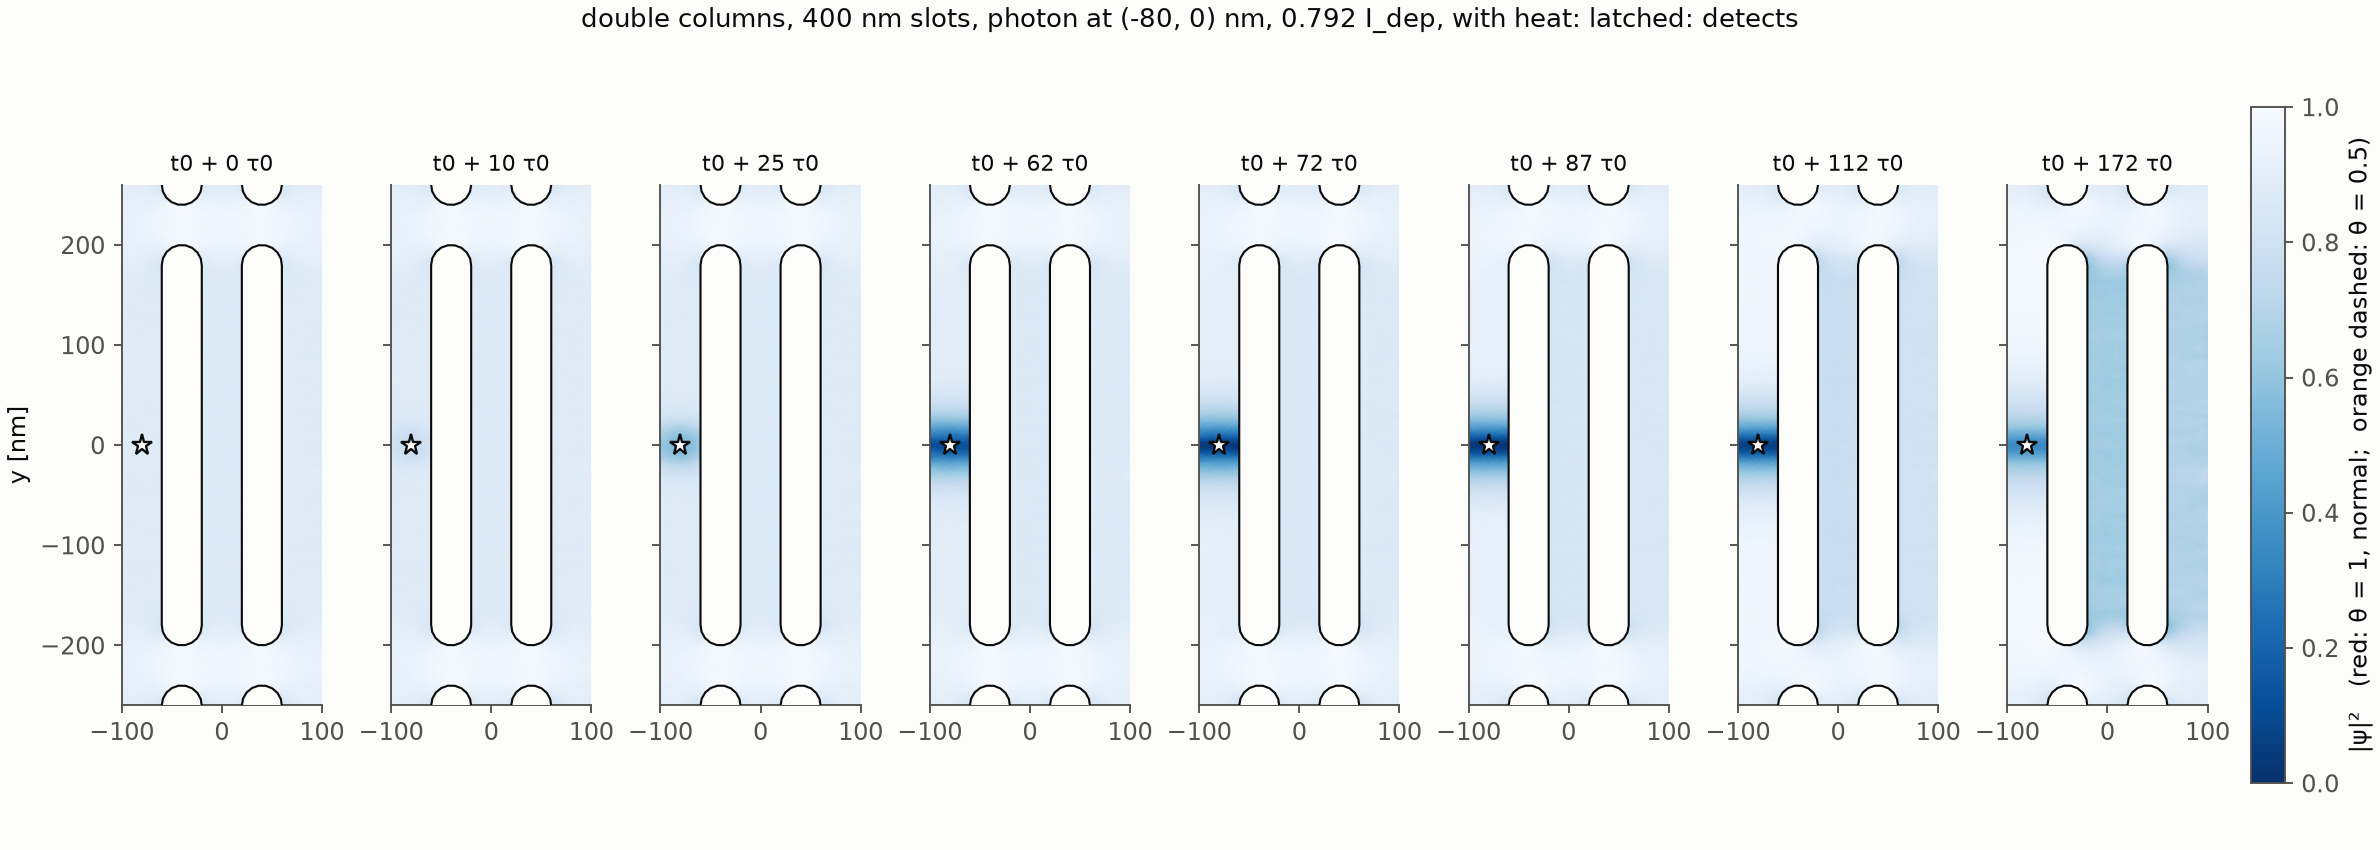 double columns, 400 nm slots, photon at (-80, 0) nm, 0.792 I_dep, with heat: latched: detects
t0 + 0 τ0
t0 + 10 τ0
t0 + 25 τ0
t0 + 62 τ0
t0 + 72 τ0
t0 + 87 τ0
t0 + 112 τ0
t0 + 172 τ0
y [nm]
200
100
0
−100
−200
−100 0 100
−100 0 100
−100 0 100
−100 0 100
−100 0 100
−100 0 100
−100 0 100
−100 0 100
1.0
0.8
0.6
0.4
0.2
0.0
|ψ|² (red: θ = 1, normal; orange dashed: θ = 0.5)